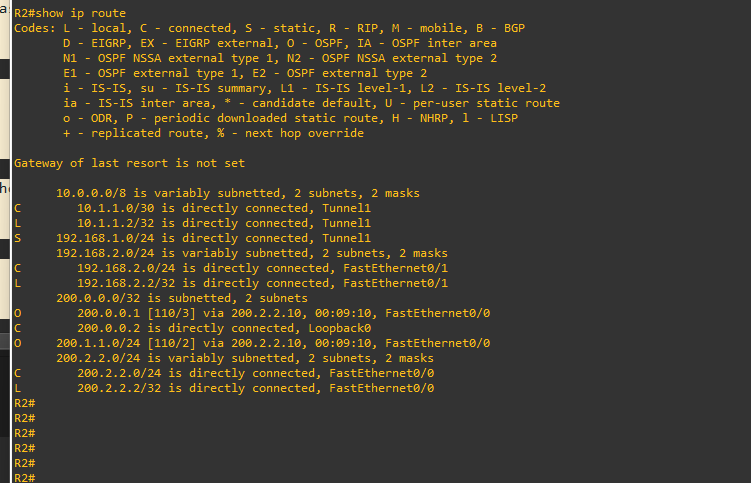 R2#show ip route
Codes: L - local, C - connected, S - static, R - RIP, M - mobile, B - BGP
       D - EIGRP, EX - EIGRP external, O - OSPF, IA - OSPF inter area
       N1 - OSPF NSSA external type 1, N2 - OSPF NSSA external type 2
       E1 - OSPF external type 1, E2 - OSPF external type 2
       i - IS-IS, su - IS-IS summary, L1 - IS-IS level-1, L2 - IS-IS level-2
       ia - IS-IS inter area, * - candidate default, U - per-user static route
       o - ODR, P - periodic downloaded static route, H - NHRP, l - LISP
       + - replicated route, % - next hop override
Gateway of last resort is not set
      10.0.0.0/8 is variably subnetted, 2 subnets, 2 masks
C        10.1.1.0/30 is directly connected, Tunnel1
L        10.1.1.2/32 is directly connected, Tunnel1
S     192.168.1.0/24 is directly connected, Tunnel1
      192.168.2.0/24 is variably subnetted, 2 subnets, 2 masks
C        192.168.2.0/24 is directly connected, FastEthernet0/1
L        192.168.2.2/32 is directly connected, FastEthernet0/1
      200.0.0.0/32 is subnetted, 2 subnets
O        200.0.0.1 [110/3] via 200.2.2.10, 00:09:10, FastEthernet0/0
C        200.0.0.2 is directly connected, Loopback0
O     200.1.1.0/24 [110/2] via 200.2.2.10, 00:09:10, FastEthernet0/0
      200.2.2.0/24 is variably subnetted, 2 subnets, 2 masks
C        200.2.2.0/24 is directly connected, FastEthernet0/0
L        200.2.2.2/32 is directly connected, FastEthernet0/0
R2#
R2#
R2#
R2#
R2#
R2#